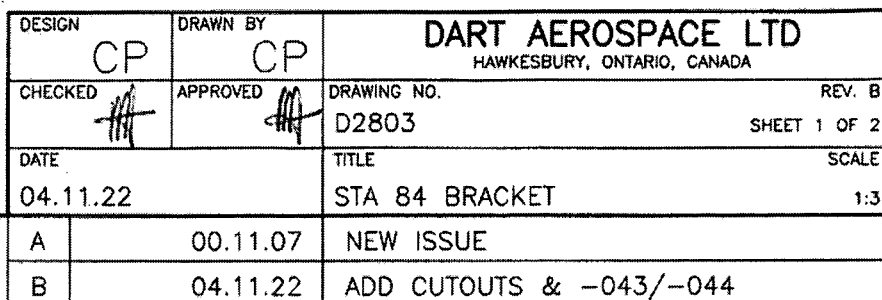 DESIGN
CP
DRAWN BY
CP
DART AEROSPACE LTD
HAWKESBURY, ONTARIO, CANADA
CHECKED
APPROVED
DRAWING NO.
D2803
REV. B
SHEET 1 OF 2
DATE
04.11.22
TITLE
STA 84 BRACKET
SCALE
1:3
A 00.11.07 NEW ISSUE
B 04.11.22 ADD CUTOUTS & -043/-044